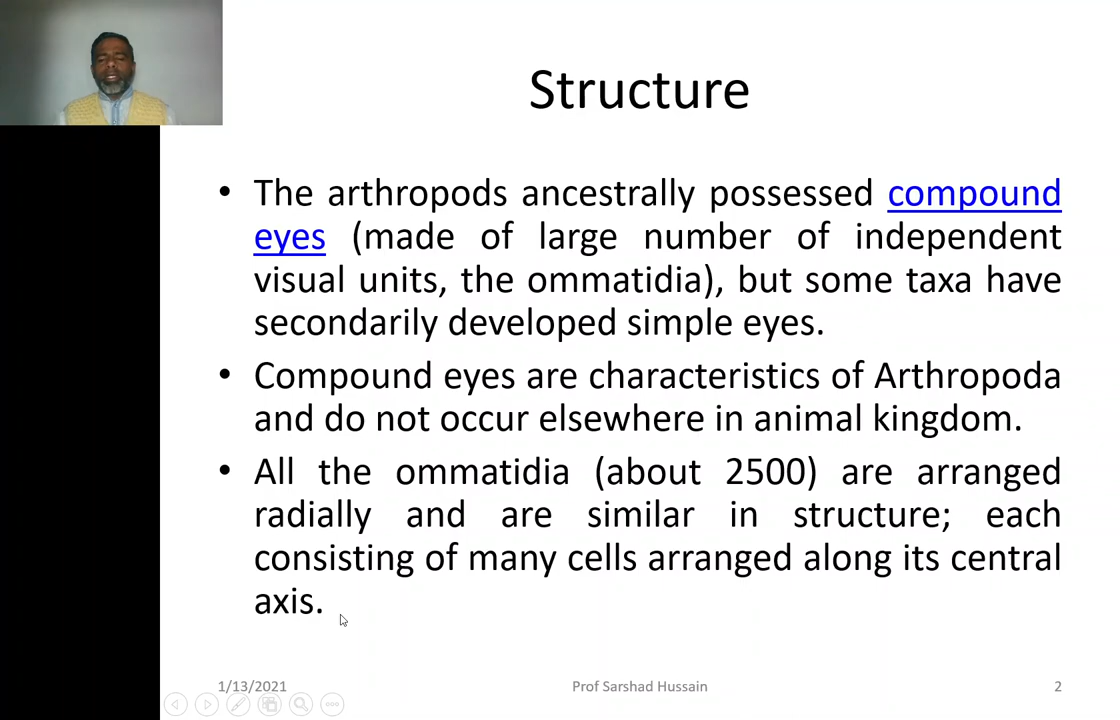 Structure
• The arthropods ancestrally possessed compound
eyes (made of large number of independent
visual units, the ommatidia), but some taxa have
secondarily developed simple eyes.
• Compound eyes are characteristics of Arthropoda
and do not occur elsewhere in animal kingdom.
• All the ommatidia (about 2500) are arranged
radially and are similar in structure; each
consisting of many cells arranged along its central
axis.
1/13/2021 Prof Sarshad Hussain 2